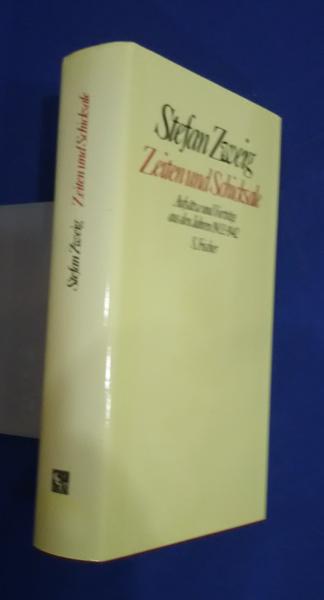 Stefan Zweig
Zeiten und Schicksale
Aufsätze und Vorträge
aus den Jahren 1902-1942
S. Fischer
Stefan Zweig Zeiten und Schicksale